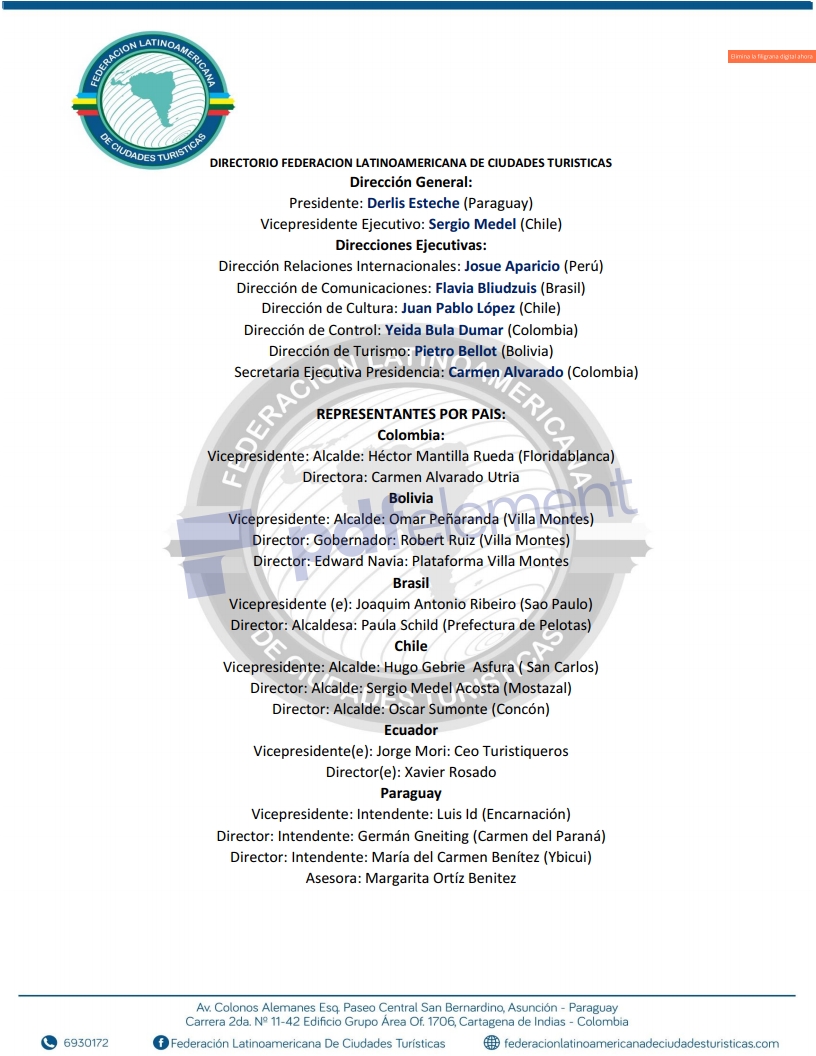 FEDERACION LATINOAMERICANA
DE CIUDADES TURISTICAS
Elimina la filigrana digital ahora
DIRECTORIO FEDERACION LATINOAMERICANA DE CIUDADES TURISTICAS
Dirección General:
Presidente: Derlis Esteche (Paraguay)
Vicepresidente Ejecutivo: Sergio Medel (Chile)
Direcciones Ejecutivas:
Dirección Relaciones Internacionales: Josue Aparicio (Perú)
Dirección de Comunicaciones: Flavia Bliudzuis (Brasil)
Dirección de Cultura: Juan Pablo López (Chile)
Dirección de Control: Yeida Bula Dumar (Colombia)
Dirección de Turismo: Pietro Bellot (Bolivia)
Secretaria Ejecutiva Presidencia: Carmen Alvarado (Colombia)
FEDERACION LATINOAMERICANA
REPRESENTANTES POR PAIS:
Colombia:
Vicepresidente: Alcalde: Héctor Mantilla Rueda (Floridablanca)
Directora: Carmen Alvarado Utria
Bolivia
pdfelement
Vicepresidente: Alcalde: Omar Peñaranda (Villa Montes)
Director: Gobernador: Robert Ruiz (Villa Montes)
Director: Edward Navia: Plataforma Villa Montes
Brasil
Vicepresidente (e): Joaquim Antonio Ribeiro (Sao Paulo)
Director: Alcaldesa: Paula Schild (Prefectura de Pelotas)
Chile
Vicepresidente: Alcalde: Hugo Gebrie  Asfura ( San Carlos)
Director: Alcalde: Sergio Medel Acosta (Mostazal)
DE CIUDADES TURISTICAS
Director: Alcalde: Oscar Sumonte (Concón)
Ecuador
Vicepresidente(e): Jorge Mori: Ceo Turistiqueros
Director(e): Xavier Rosado
Paraguay
Vicepresidente: Intendente: Luis Id (Encarnación)
Director: Intendente: Germán Gneiting (Carmen del Paraná)
Director: Intendente: María del Carmen Benítez (Ybicui)
Asesora: Margarita Ortíz Benitez
Av. Colonos Alemanes Esq. Paseo Central San Bernardino, Asunción - Paraguay
Carrera 2da. Nº 11-42 Edificio Grupo Área Of. 1706, Cartagena de Indias - Colombia
6930172 Federación Latinoamericana De Ciudades Turísticas federacionlatinoamericanadeciudadesturisticas.com